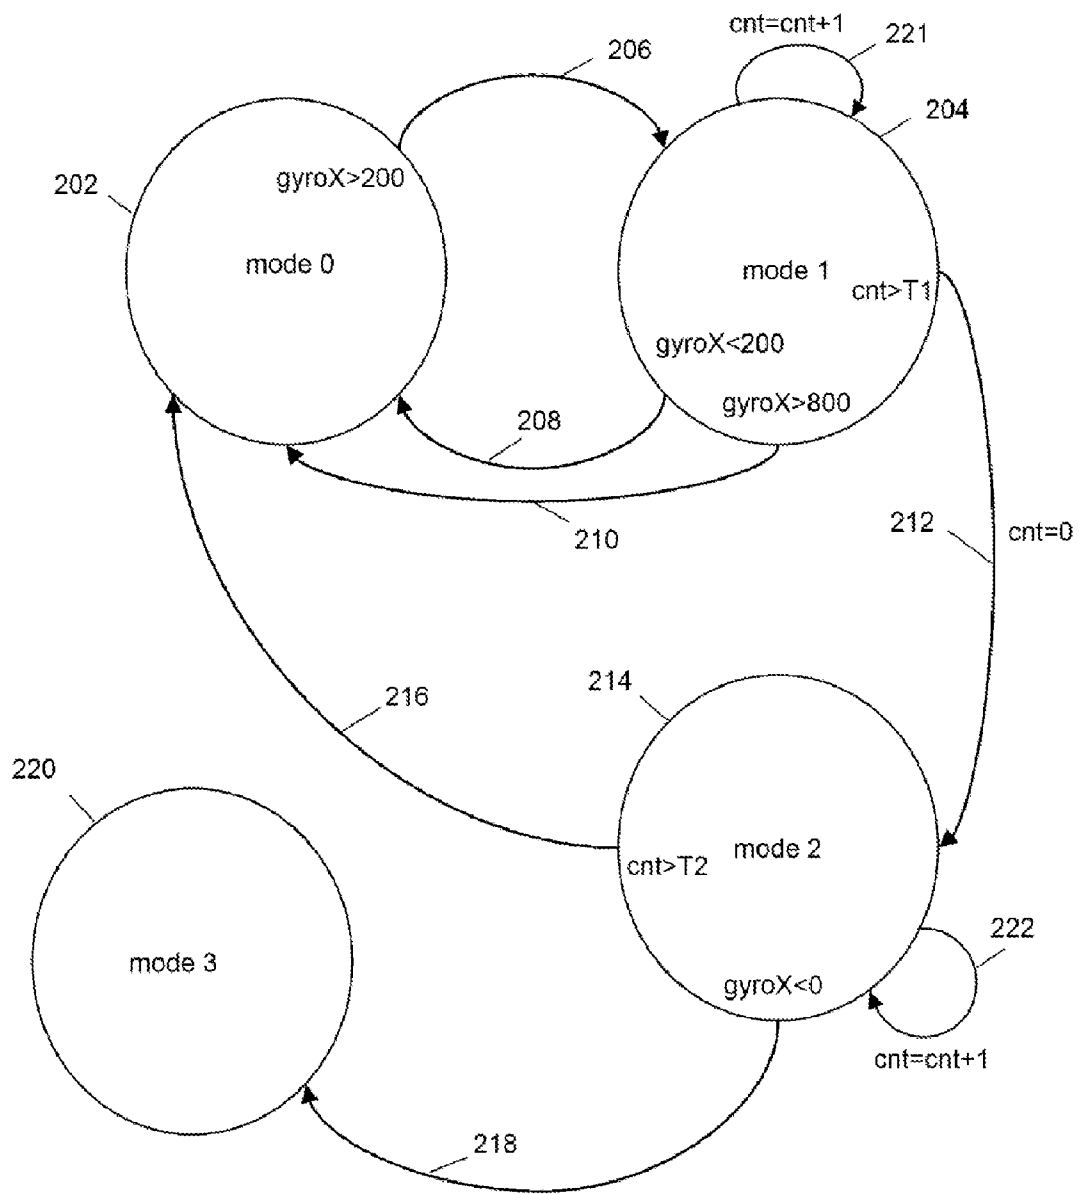 cnt=cnt+1
221
206
204
202
gyroX>200
mode 0
mode 1
cnt>T1
gyroX<200
gyroX>800
208
210
212
cnt=0
214
216
220
mode 2
cnt>T2
222
mode 3
gyroX<0
cnt=cnt+1
218